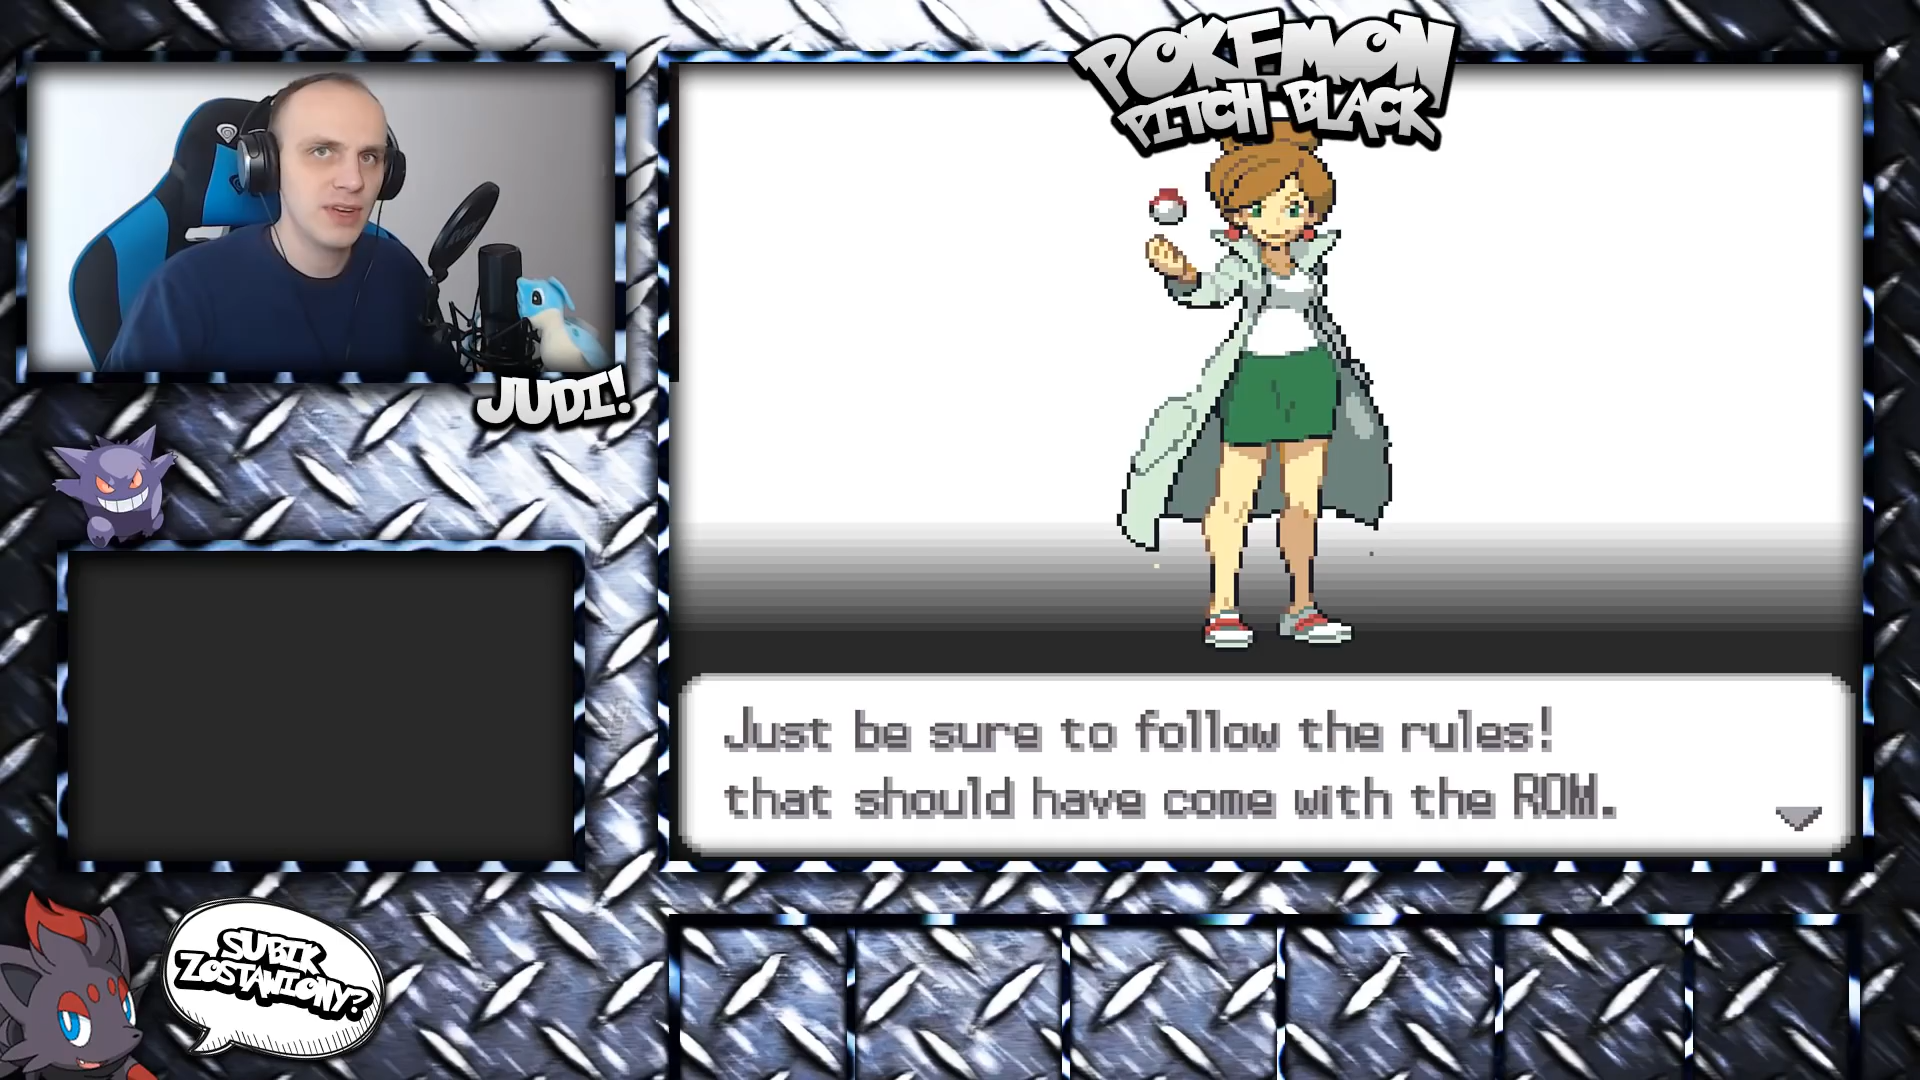 POKEMON
PITCH BLACK
JUDI!
Just be sure to follow the rules!
that should have come with the ROM.
SUBIK
ZOSTAWIONY?